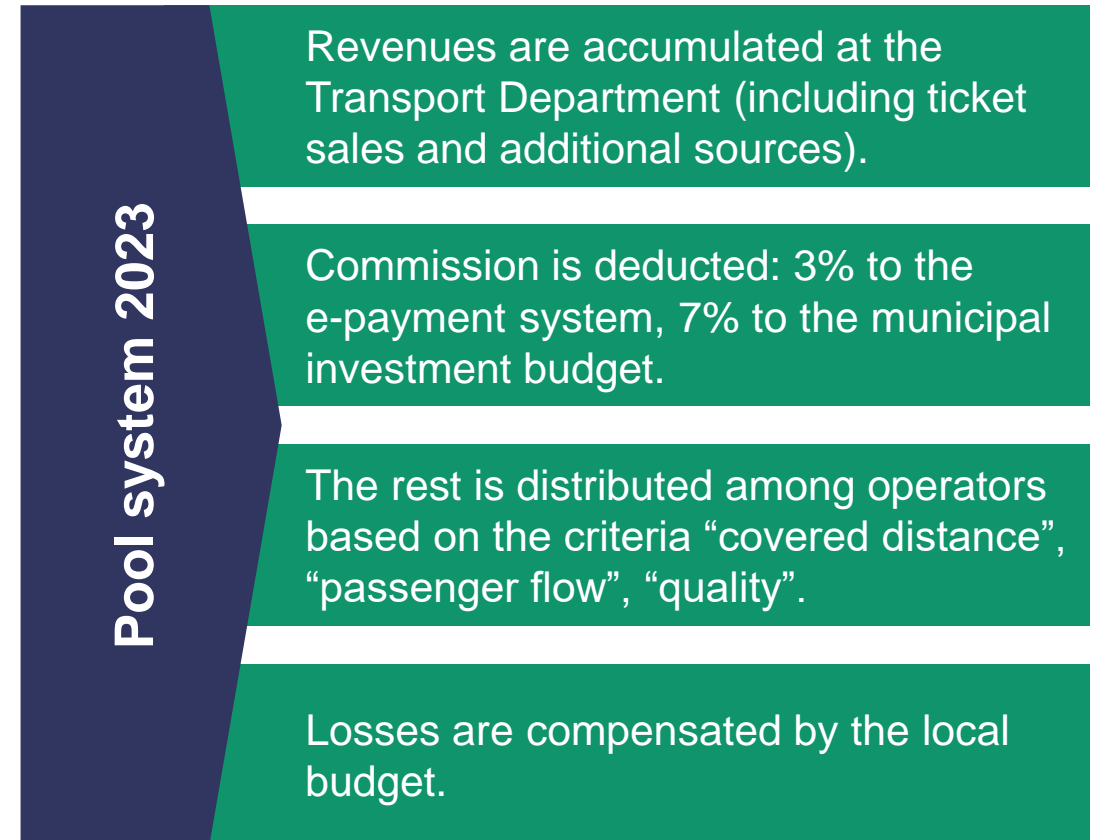 Pool system 2023
Revenues are accumulated at the
Transport Department (including ticket
sales and additional sources).
Commission is deducted: 3% to the
e-payment system, 7% to the municipal
investment budget.
The rest is distributed among operators
based on the criteria “covered distance”,
“passenger flow”, “quality”.
Losses are compensated by the local
budget.